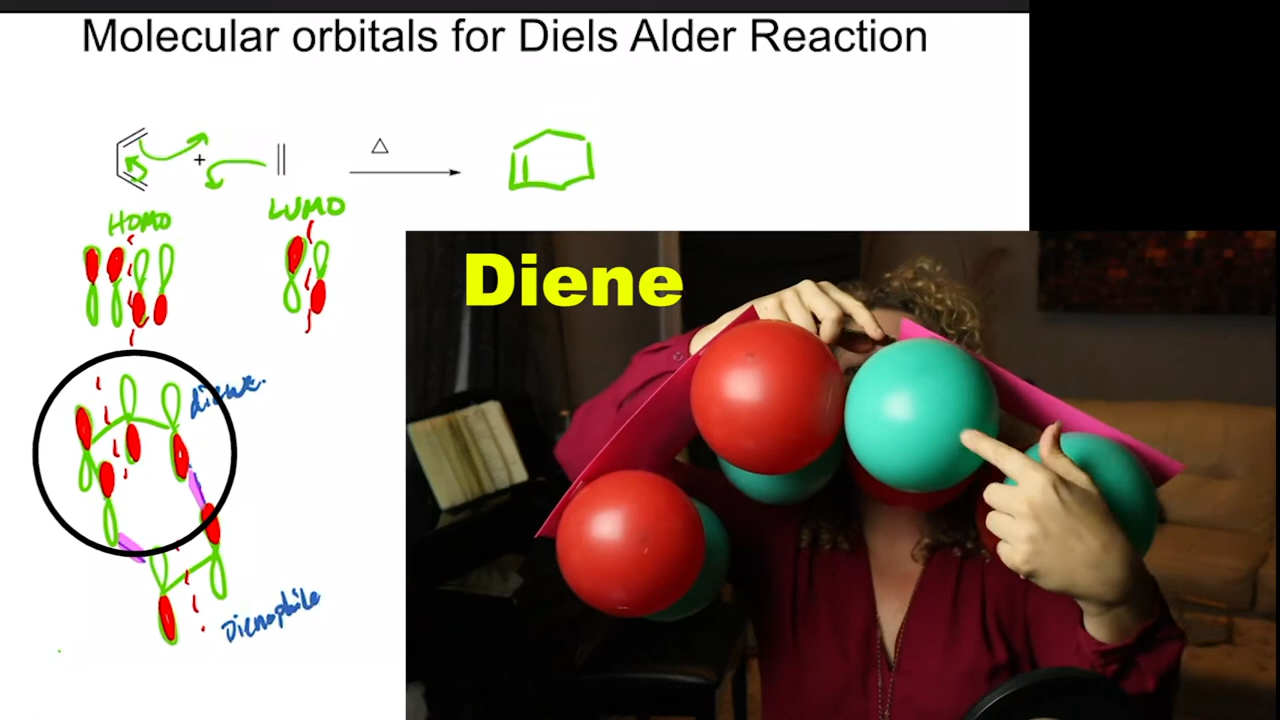 Molecular orbitals for Diels Alder Reaction
+
△
HOMO
LUMO
Diene
diene.
Dienophile